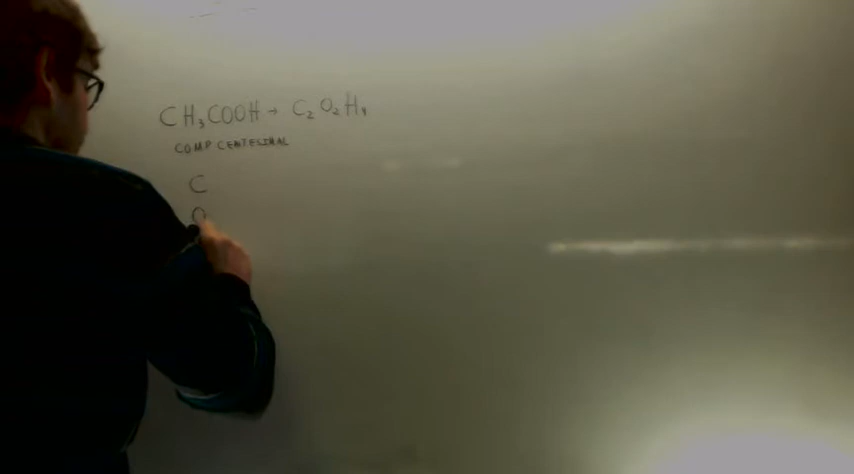 CH₃COOH → C₂O₂H₄
COMP CENTESIMAL
C
O